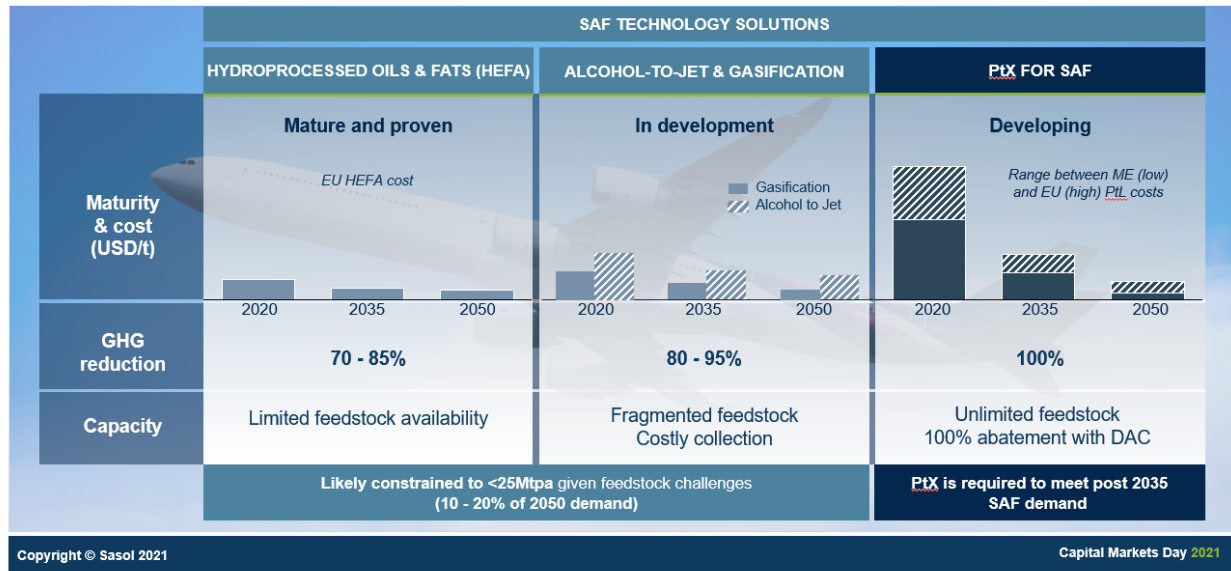 SAF TECHNOLOGY SOLUTIONS
HYDROPROCESSED OILS & FATS (HEFA)
ALCOHOL-TO-JET & GASIFICATION
PtX FOR SAF
Maturity
& cost
(USD/t)
Mature and proven
EU HEFA cost
2020
2035
2050
In development
Gasification
Alcohol to Jet
2020
2035
2050
Developing
Range between ME (low)
and EU (high) PtL costs
2020
2035
2050
GHG
reduction
70 - 85%
80 - 95%
100%
Capacity
Limited feedstock availability
Fragmented feedstock
Costly collection
Unlimited feedstock
100% abatement with DAC
Likely constrained to <25Mtpa given feedstock challenges
(10 - 20% of 2050 demand)
PtX is required to meet post 2035
SAF demand
Copyright © Sasol 2021
Capital Markets Day 2021